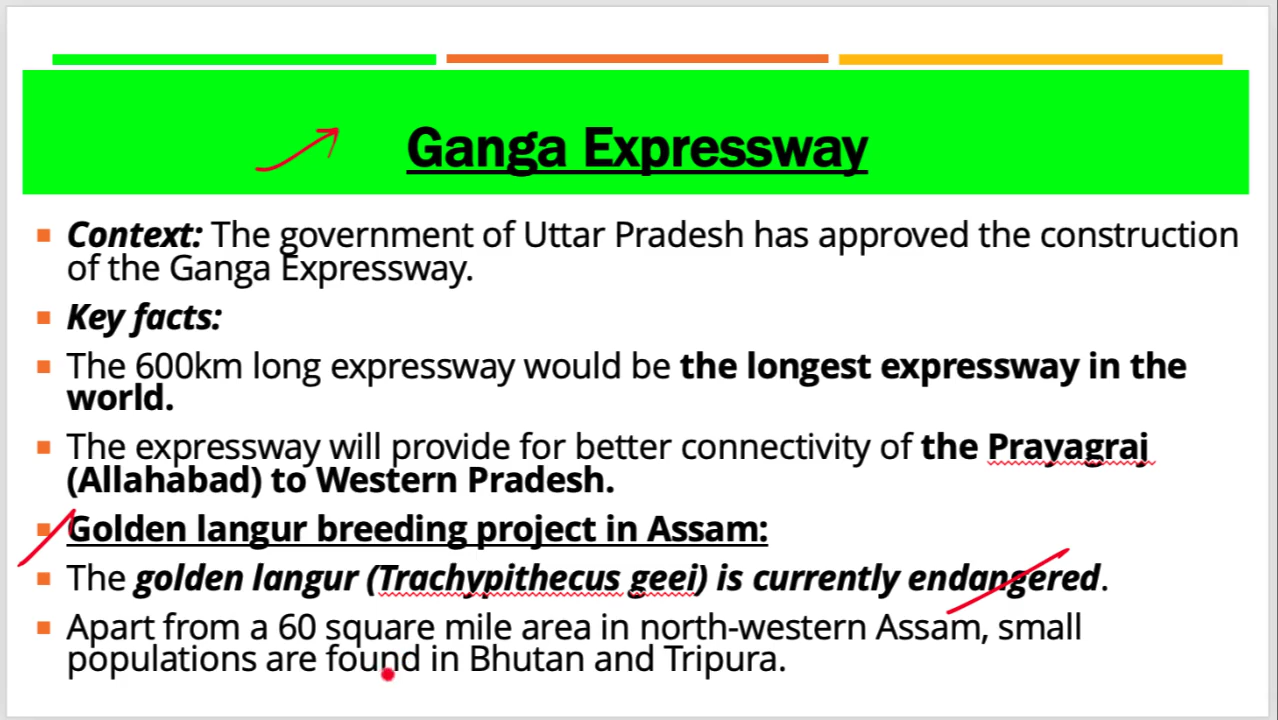 Ganga Expressway
Context: The government of Uttar Pradesh has approved the construction
of the Ganga Expressway.
Key facts:
The 600km long expressway would be the longest expressway in the
world.
The expressway will provide for better connectivity of the Prayagraj
(Allahabad) to Western Pradesh.
Golden langur breeding project in Assam:
The golden langur (Trachypithecus geei) is currently endangered.
Apart from a 60 square mile area in north-western Assam, small
populations are found in Bhutan and Tripura.